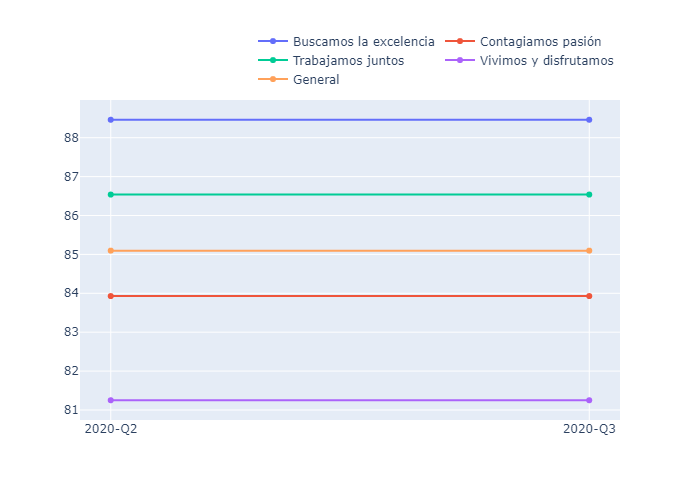 Buscamos la excelencia Contagiamos pasión
Trabajamos juntos Vivimos y disfrutamos
General
88
87
86
85
84
83
82
81
2020-Q2 2020-Q3